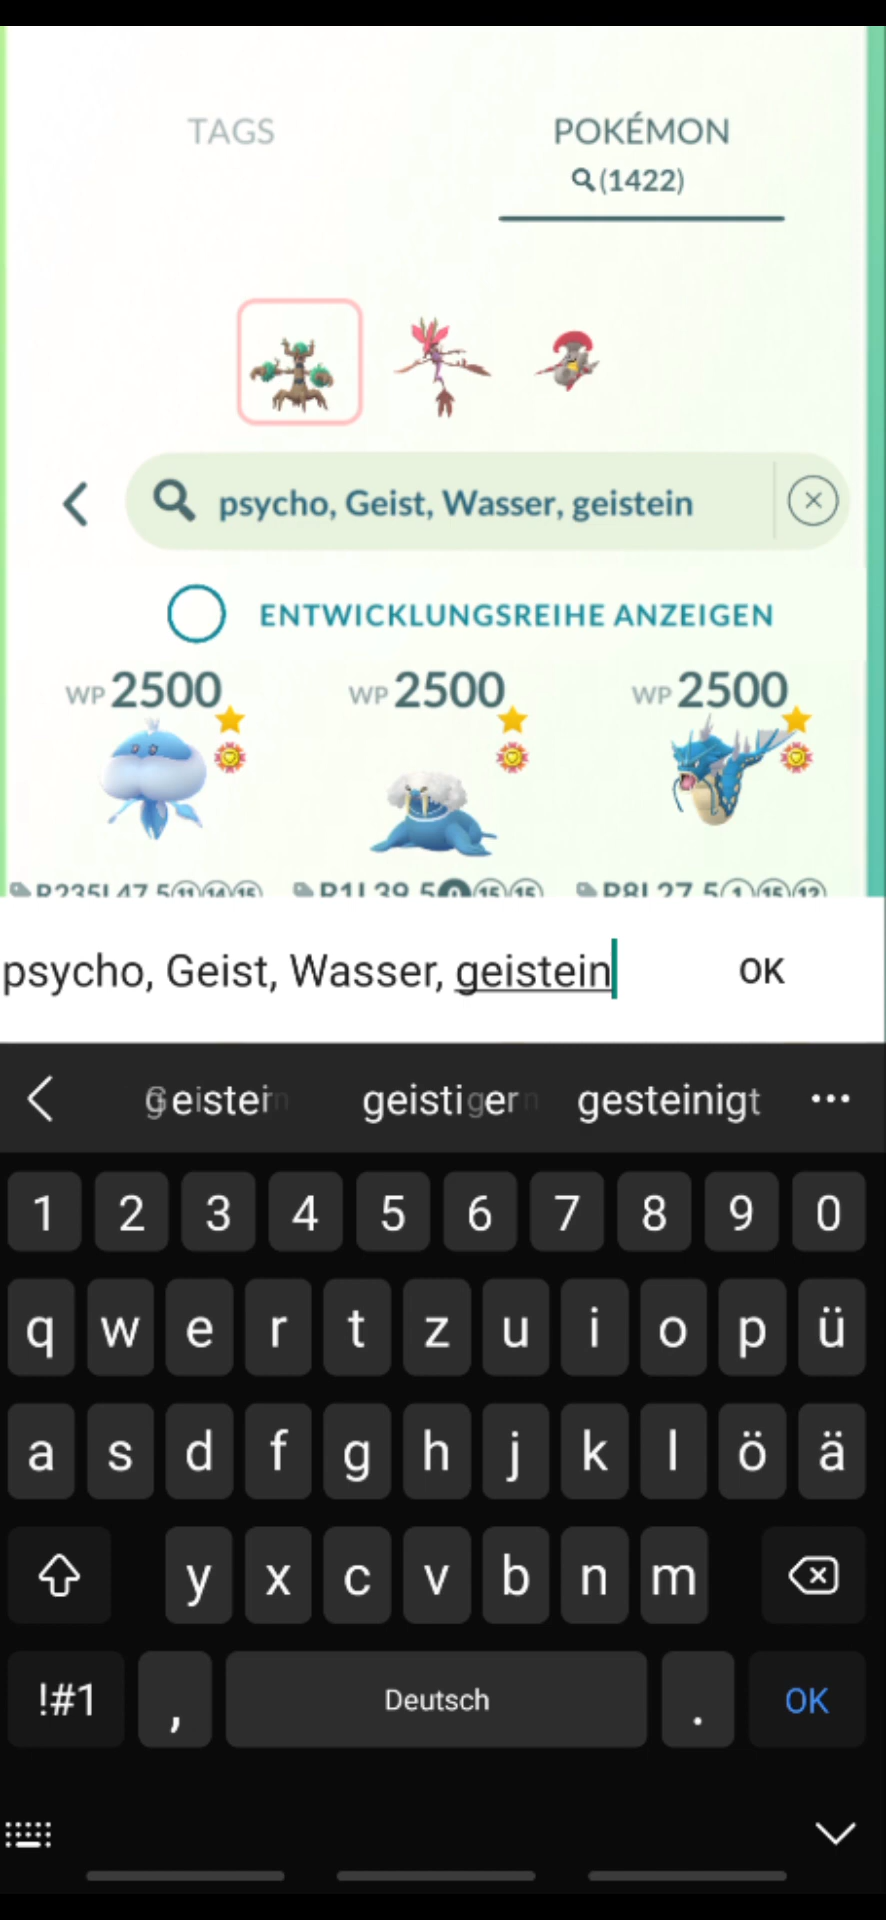 TAGS
POKÉMON
(1422)
psycho, Geist, Wasser, geistein
ENTWICKLUNGSREIHE ANZEIGEN
WP 2500
WP 2500
WP 2500
psycho, Geist, Wasser, geistein
OK
geistiger
gesteinigt
1 2 3 4 5 6 7 8 9 0
q w e r t z u i o p ü
a s d f g h j k l ö ä
y x c v b n m
!#1 , Deutsch . OK